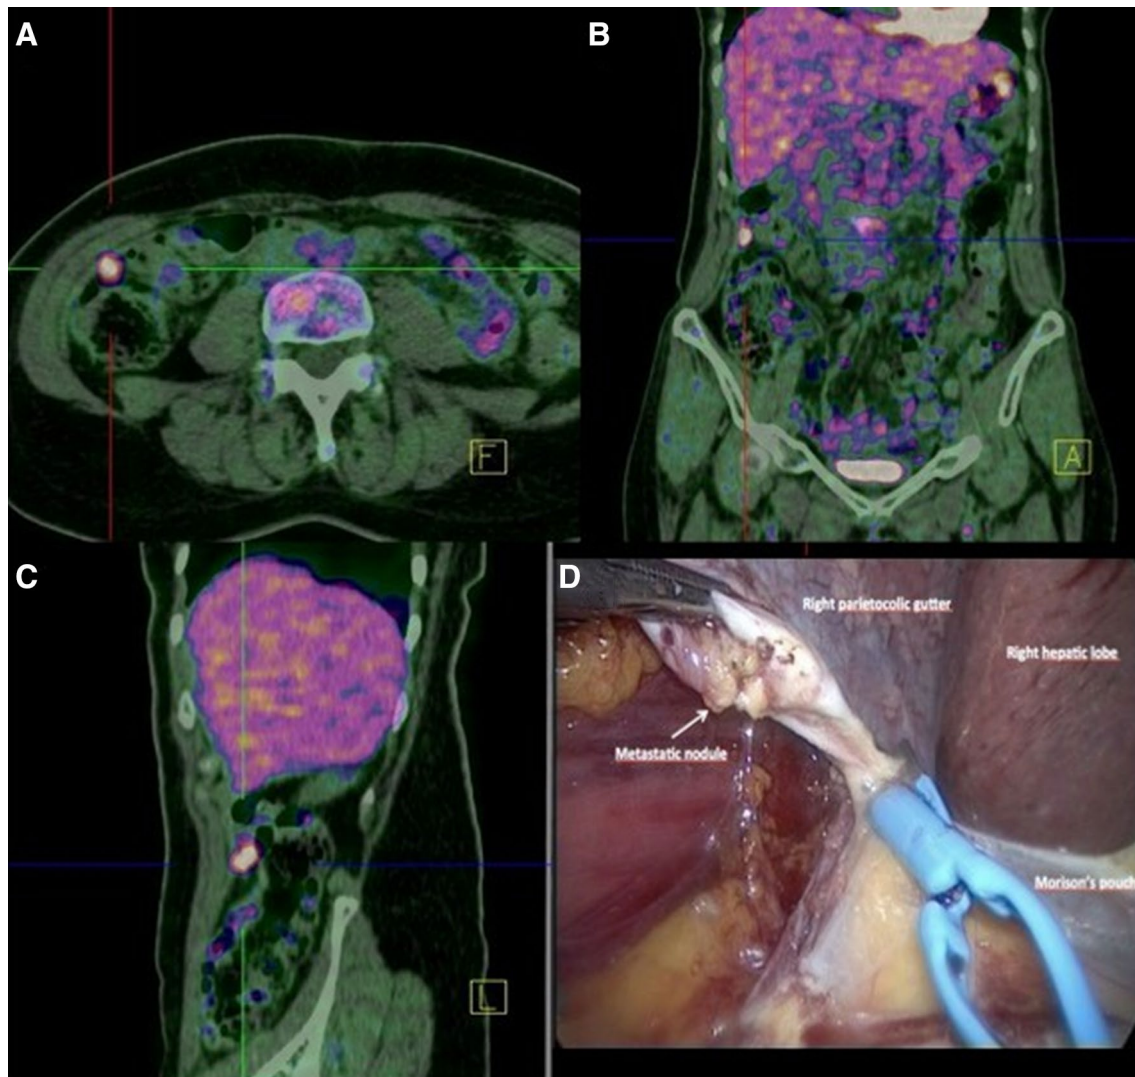 A
B
F
A
C
D
Right parietocolic gutter
Right hepatic lobe
Metastatic nodule
Morison's pouch
L